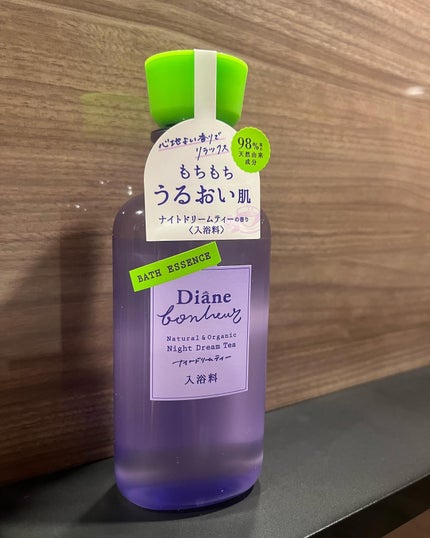 心地よい香りで
リラックス
98%※
天然由来
成分
もちもち
うるおい肌
ナイトドリームティーの香り
〈入浴料〉
BATH ESSENCE
Diâne
bonheur
Natural & Organic
Night Dream Tea
ナイトドリームティー
入浴料